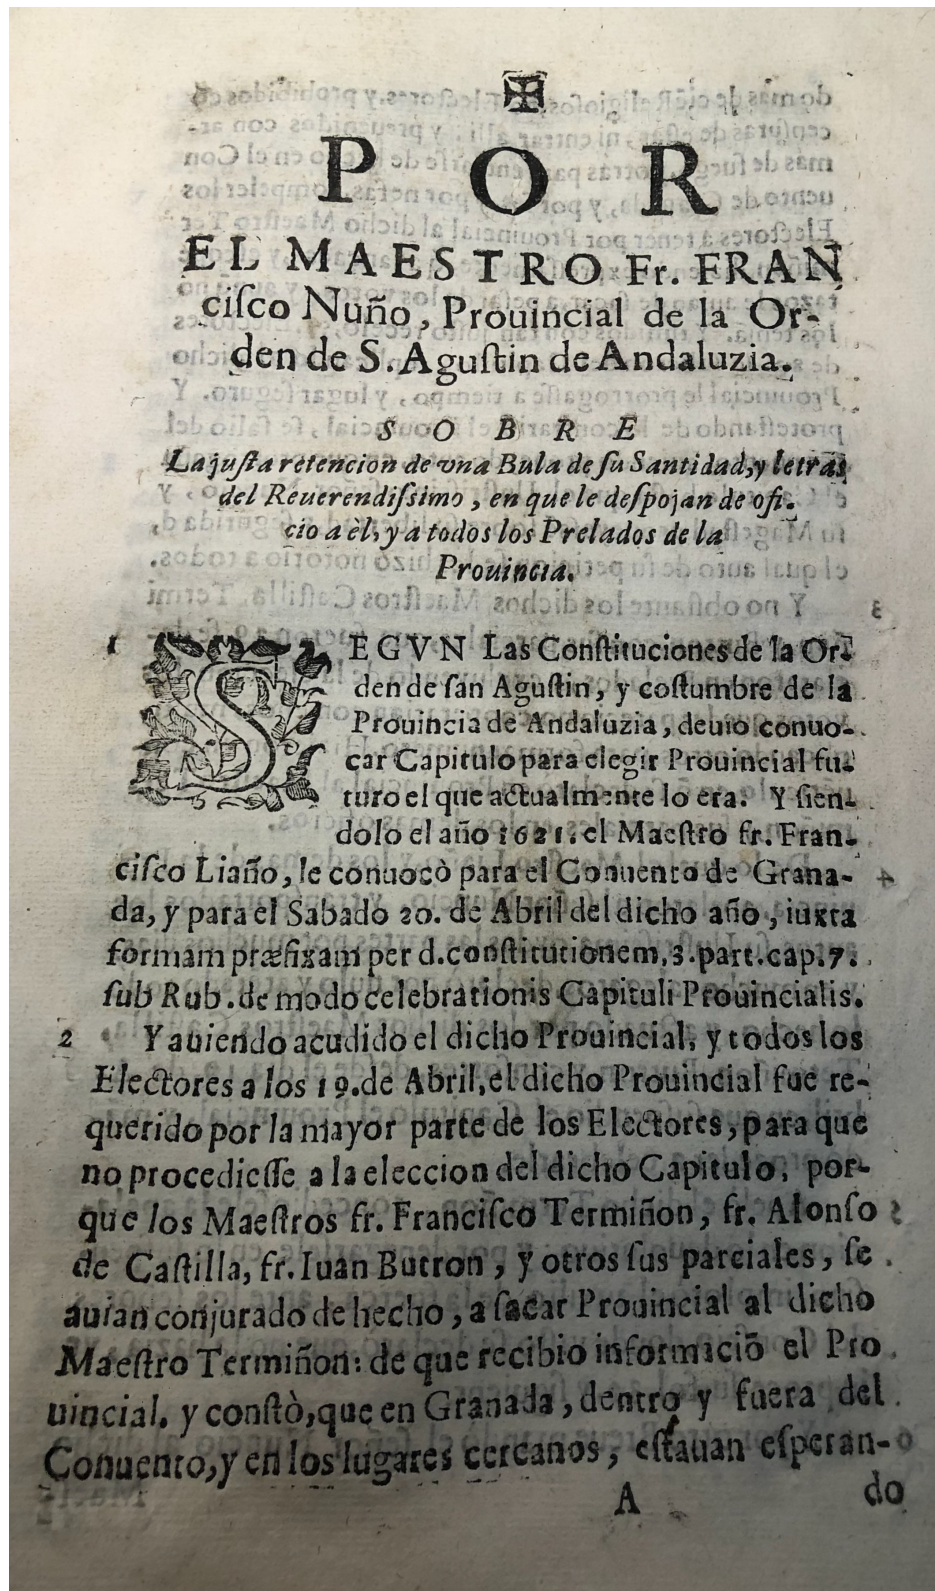 ✠
POR
EL MAESTRO Fr. FRAN
ciſco Nuño, Prouincial de la Or-
den de S. Aguſtin de Andaluzia.
SOBRE
La juſta retencion de vna Bula de ſu Santidad, y letras
del Reuerendiſsimo, en que le deſpojan de ofi-
cio a èl, y a todos los Prelados de la
Prouincia.
1 SEGVN Las Conſtituciones de la Or-
den de ſan Aguſtin, y coſtumbre de la
Prouincia de Andaluzia, deuio conuo-
car Capitulo para elegir Prouincial fu-
turo el que actualmente lo era. Y ſien-
dolo el año 1621. el Maeſtro fr. Fran-
ciſco Liaño, le conuocò para el Conuento de Grana-
da, y para el Sabado 20. de Abril del dicho año, iuxta
formam præfixam per d. conſtitutionem, 3. part. cap. 7.
ſub Rub. de modo celebrationis Capituli Prouincialis.
2 Y auiendo acudido el dicho Prouincial, y todos los
Electores a los 19. de Abril, el dicho Prouincial fue re-
querido por la mayor parte de los Electores, para que
no procedieſſe a la eleccion del dicho Capitulo, por-
que los Maeſtros fr. Franciſco Termiñon, fr. Alonſo
de Caſtilla, fr. Iuan Butron, y otros ſus parciales, ſe
auian conjurado de hecho, a ſacar Prouincial al dicho
Maeſtro Termiñon: de que recibio informaciō el Pro
uincial, y conſtò, que en Granada, dentro y fuera del
Conuento, y en los lugares cercanos, eſtauan eſperan-
A do